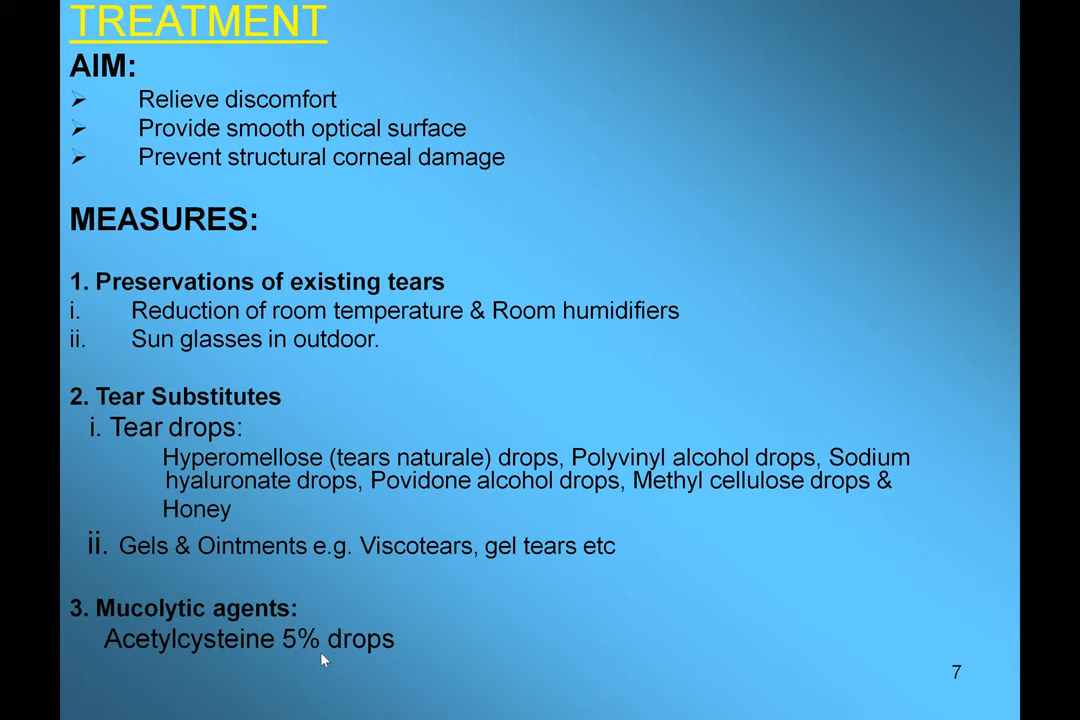 TREATMENT
AIM:
➢ Relieve discomfort
➢ Provide smooth optical surface
➢ Prevent structural corneal damage
MEASURES:
1. Preservations of existing tears
i. Reduction of room temperature & Room humidifiers
ii. Sun glasses in outdoor.
2. Tear Substitutes
i. Tear drops:
Hyperomellose (tears naturale) drops, Polyvinyl alcohol drops, Sodium
hyaluronate drops, Povidone alcohol drops, Methyl cellulose drops &
Honey
ii. Gels & Ointments e.g. Viscotears, gel tears etc
3. Mucolytic agents:
Acetylcysteine 5% drops
7